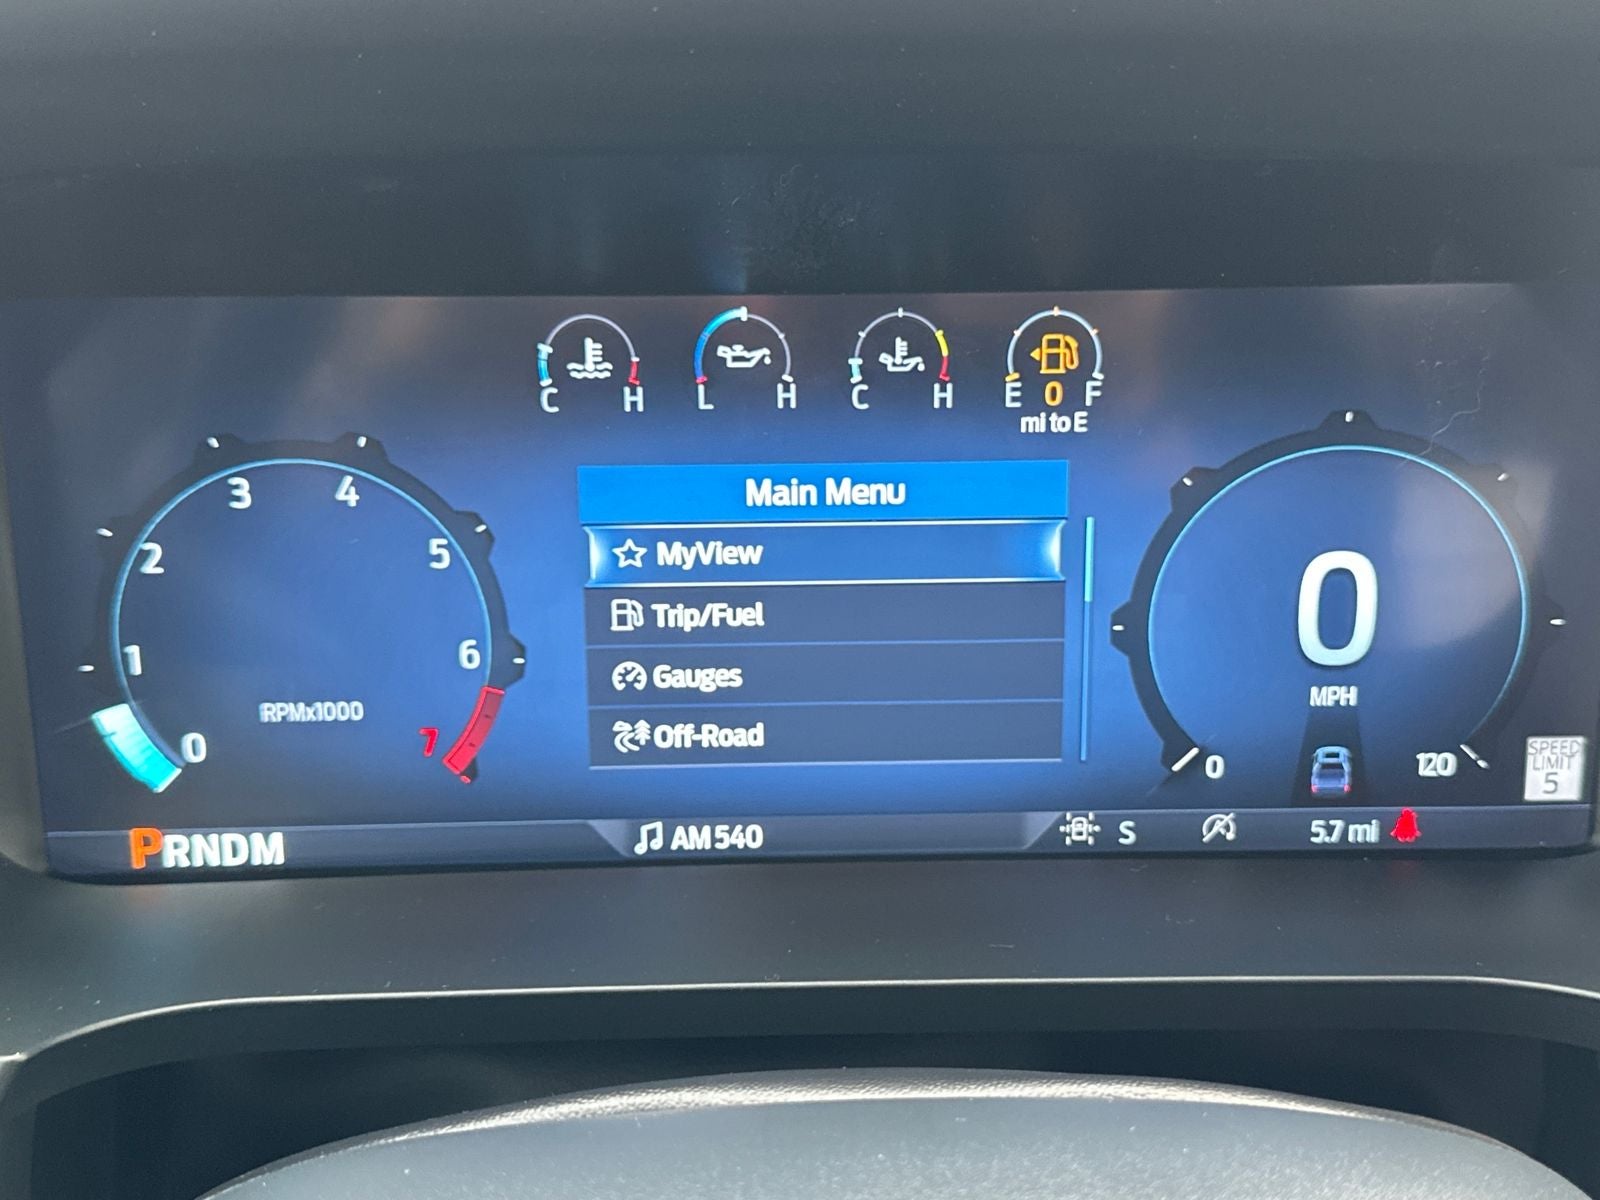 C H L H C H E 0 F
mi to E
Main Menu
MyView
Trip/Fuel
Gauges
Off-Road
0 1 2 3 4 5 6 7
RPMx1000
0
MPH
0 120
SPEED
LIMIT
5
PRNDM
AM 540
S
5.7 mi